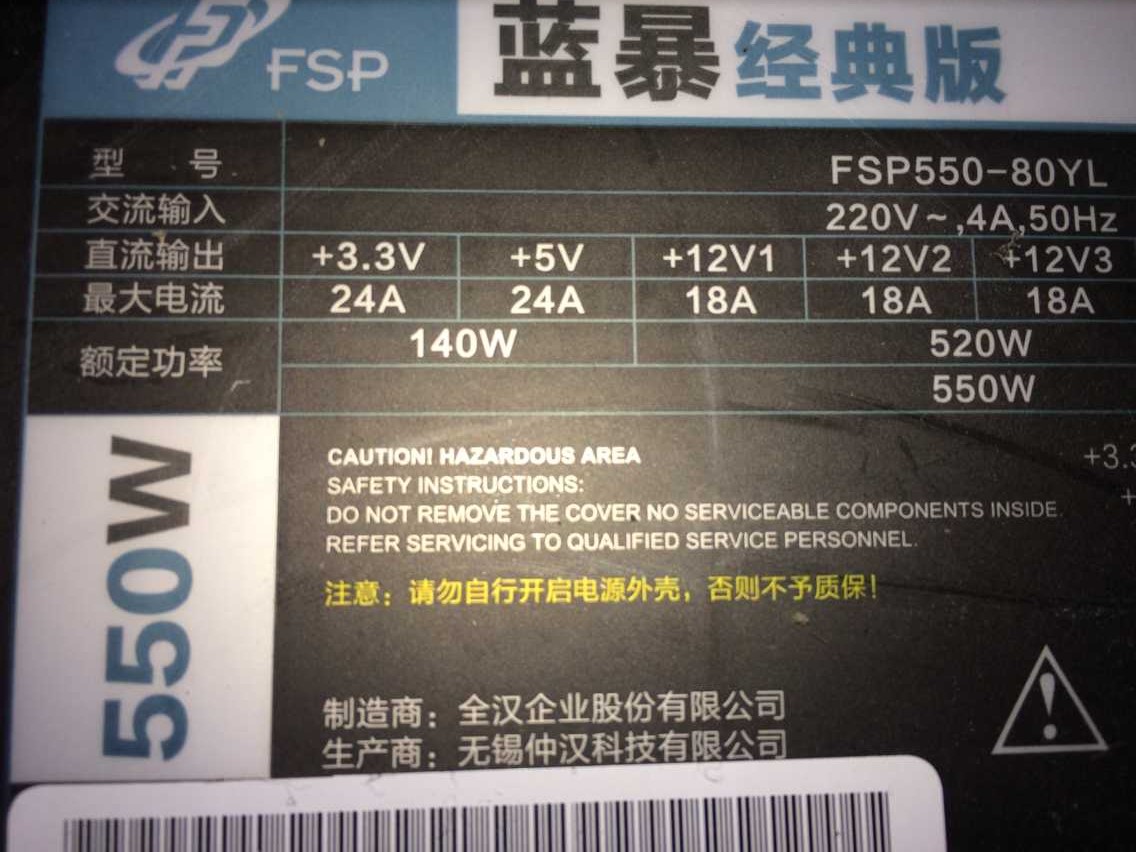 FSP 蓝暴经典版
型 号 FSP550-80YL
交流输入 220V~,4A,50Hz
直流输出 +3.3V +5V +12V1 +12V2 +12V3
最大电流 24A 24A 18A 18A 18A
额定功率 140W 520W
550W
550W
CAUTION! HAZARDOUS AREA
SAFETY INSTRUCTIONS:
DO NOT REMOVE THE COVER NO SERVICEABLE COMPONENTS INSIDE.
REFER SERVICING TO QUALIFIED SERVICE PERSONNEL.
注意：请勿自行开启电源外壳，否则不予质保！
制造商：全汉企业股份有限公司
生产商：无锡仲汉科技有限公司